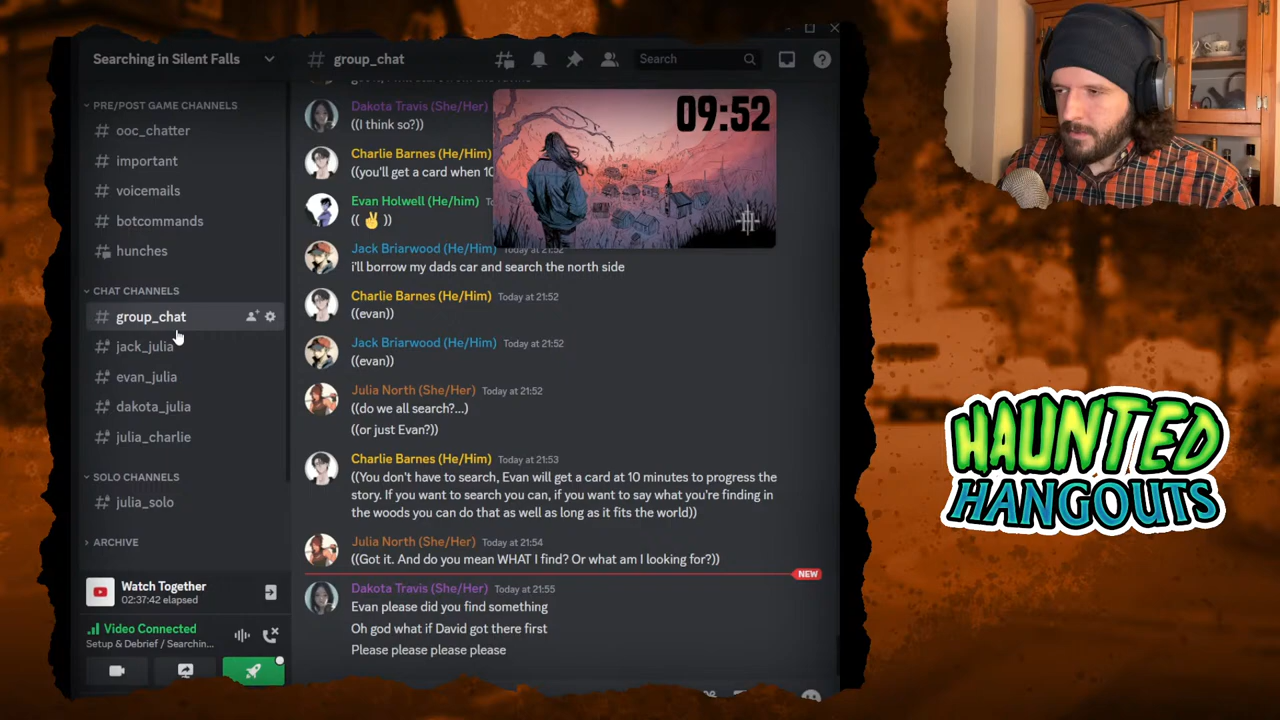 Searching in Silent Falls
PRE/POST GAME CHANNELS
# ooc_chatter
# important
# voicemails
# botcommands
hunches
CHAT CHANNELS
# group_chat
jack_julia
evan_julia
dakota_julia
julia_charlie
SOLO CHANNELS
julia_solo
ARCHIVE
Watch Together
02:37:42 elapsed
Video Connected
Setup & Debrief / Searchin...
# group_chat
Search
09:52
Dakota Travis (She/Her)
((I think so?))
Charlie Barnes (He/Him)
((you'll get a card when 10
Evan Holwell (He/him)
(( ✌️ ))
Jack Briarwood (He/Him) Today at 21:52
i'll borrow my dads car and search the north side
Charlie Barnes (He/Him) Today at 21:52
((evan))
Jack Briarwood (He/Him) Today at 21:52
((evan))
Julia North (She/Her) Today at 21:52
((do we all search?...)
((or just Evan?))
Charlie Barnes (He/Him) Today at 21:53
((You don't have to search, Evan will get a card at 10 minutes to progress the
story. If you want to search you can, if you want to say what you're finding in
the woods you can do that as well as long as it fits the world))
Julia North (She/Her) Today at 21:54
((Got it. And do you mean WHAT I find? Or what am I looking for?))
NEW
Dakota Travis (She/Her) Today at 21:55
Evan please did you find something
Oh god what if David got there first
Please please please please
HAUNTED
HANGOUTS